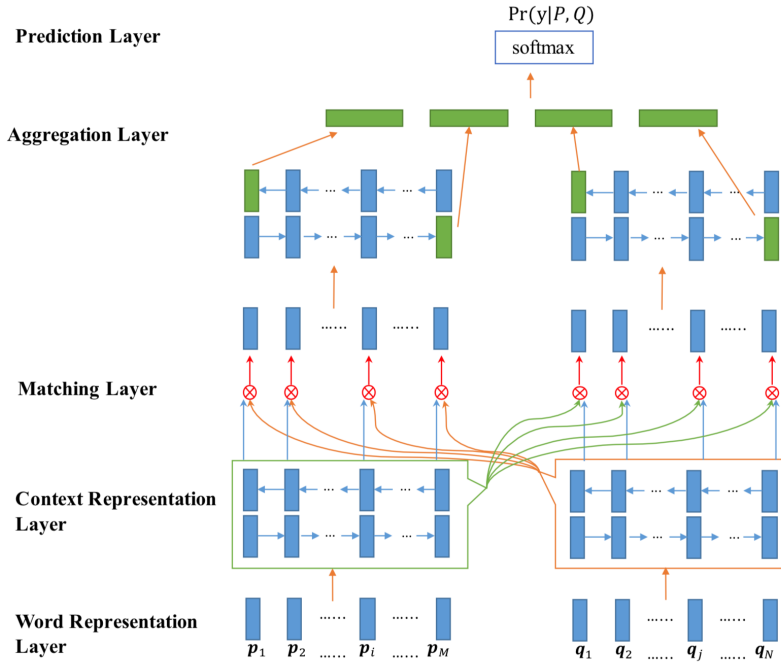 Pr(y|P, Q)
Prediction Layer
softmax
Aggregation Layer
... ... ... ...
... ... ... ...
...... ...... ...... ......
Matching Layer
Context Representation
Layer
... ... ... ...
... ... ... ...
Word Representation
Layer
...... ...... ...... ......
p1 p2 ...... pi ...... pM q1 q2 ...... qj ...... qN